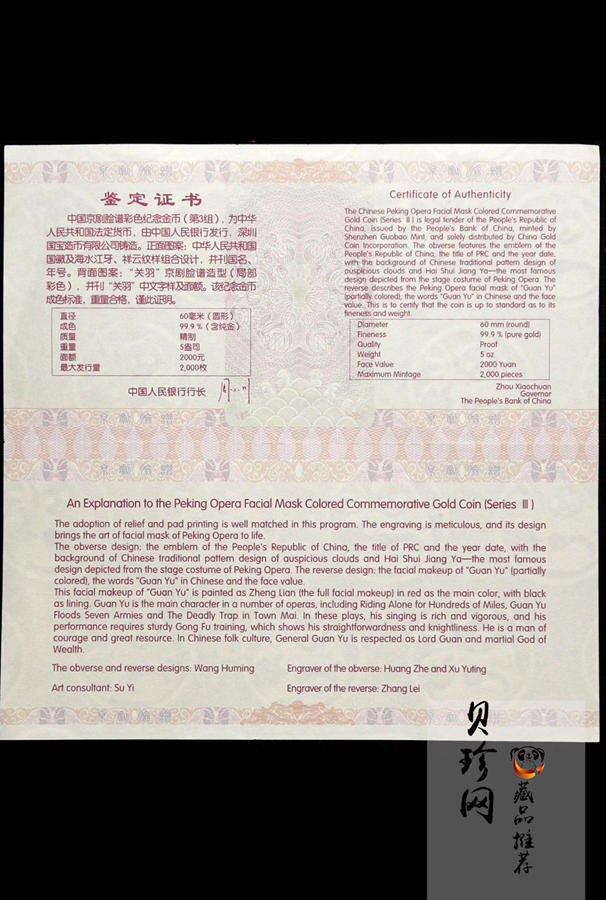 鉴定证书
中国京剧脸谱彩色纪念金币（第3组），为中华
人民共和国法定货币，由中国人民银行发行、深圳
国宝造币有限公司铸造。正面图案：中华人民共和国
国徽及海水江牙、祥云纹样组合设计，并刊国名、
年号。背面图案：“关羽”京剧脸谱造型（局部
彩色），并刊“关羽”中文字样及面额。该纪念金币
成色标准，重量合格，谨此证明。
直径 60毫米（圆形）
成色 99.9％（含纯金）
质量 精制
重量 5盎司
面额 2000元
最大发行量 2,000枚
中国人民银行行长
Certificate of Authenticity
The Chinese Peking Opera Facial Mask Colored Commemorative
Gold Coin (Series Ⅲ) is legal tender of the People's Republic of
China, issued by the People's Bank of China, minted by
Shenzhen Guobao Mint, and solely distributed by China Gold
Coin Incorporation. The obverse features the emblem of the
People's Republic of China, the title of PRC and the year date,
with the background of Chinese traditional pattern design of
auspicious clouds and Hai Shui Jiang Ya—the most famous
design depicted from the stage costume of Peking Opera. The
reverse describes the Peking Opera facial mask of "Guan Yu"
(partially colored), the words "Guan Yu" in Chinese and the face
value. This is to certify that the coin is up to standard as to its
fineness and weight.
Diameter 60 mm (round)
Fineness 99.9% (pure gold)
Quality Proof
Weight 5 oz
Face Value 2000 Yuan
Maximum Mintage 2,000 pieces
Zhou Xiaochuan
Governor
The People's Bank of China
An Explanation to the Peking Opera Facial Mask Colored Commemorative Gold Coin (Series Ⅲ)
The adoption of relief and pad printing is well matched in this program. The engraving is meticulous, and its design
brings the art of facial mask of Peking Opera to life.
The obverse design: the emblem of the People's Republic of China, the title of PRC and the year date, with the
background of Chinese traditional pattern design of auspicious clouds and Hai Shui Jiang Ya—the most famous
design depicted from the stage costume of Peking Opera. The reverse design: the facial makeup of "Guan Yu" (partially
colored), the words "Guan Yu" in Chinese and the face value.
This facial makeup of "Guan Yu" is painted as Zheng Lian (the full facial makeup) in red as the main color, with black
as lining. Guan Yu is the main character in a number of operas, including Riding Alone for Hundreds of Miles, Guan Yu
Floods Seven Armies and The Deadly Trap in Town Mai. In these plays, his singing is rich and vigorous, and his
performance requires sturdy Gong Fu training, which shows his straightforwardness and knightliness. He is a man of
courage and great resource. In Chinese folk culture, General Guan Yu is respected as Lord Guan and martial God of
Wealth.
The obverse and reverse designs: Wang Huming
Engraver of the obverse: Huang Zhe and Xu Yuting
Art consultant: Su Yi
Engraver of the reverse: Zhang Lei
贝珍网
藏品推荐